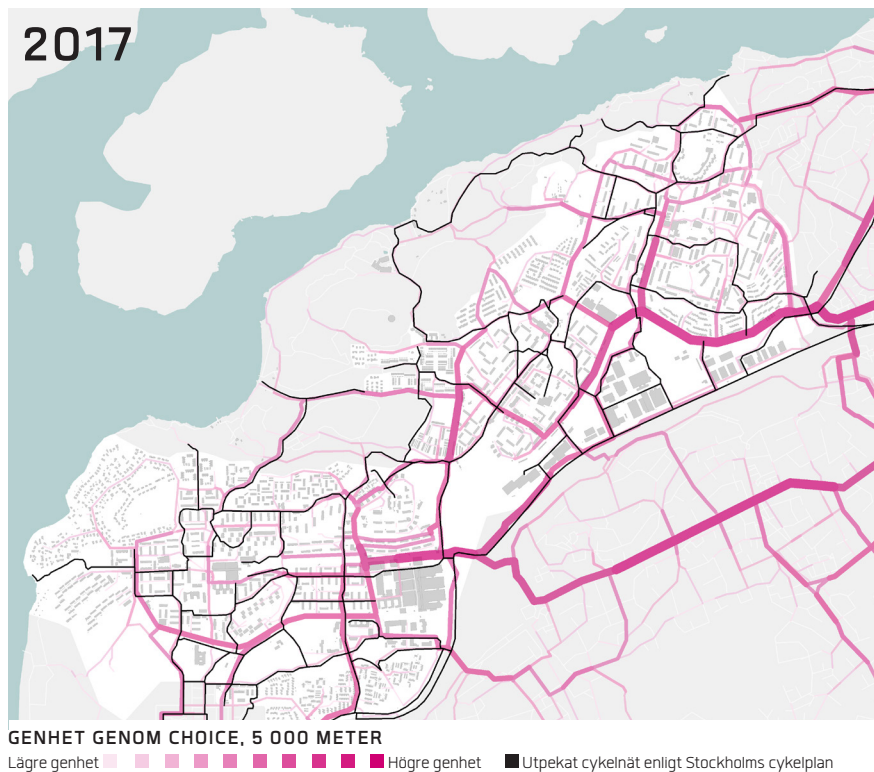 2017
GENHET GENOM CHOICE, 5 000 METER
Lägre genhet Högre genhet Utpekat cykelnät enligt Stockholms cykelplan